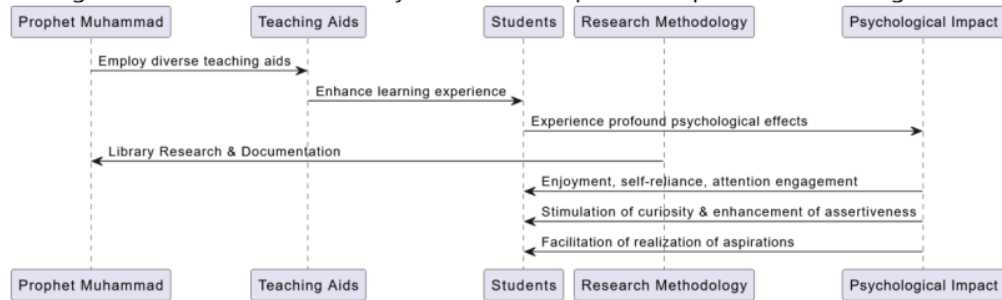 Prophet Muhammad Teaching Aids Students Research Methodology Psychological Impact
Employ diverse teaching aids
Enhance learning experience
Experience profound psychological effects
Library Research & Documentation
Enjoyment, self-reliance, attention engagement
Stimulation of curiosity & enhancement of assertiveness
Facilitation of realization of aspirations
Prophet Muhammad Teaching Aids Students Research Methodology Psychological Impact